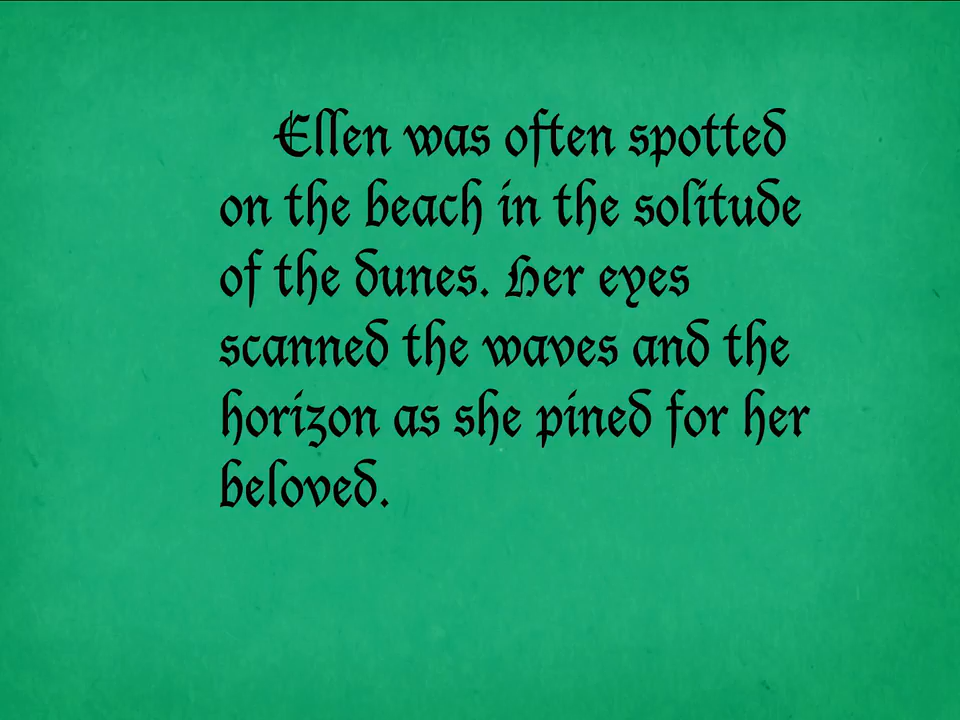 Ellen was often spotted
on the beach in the solitude
of the dunes. Her eyes
scanned the waves and the
horizon as she pined for her
beloved.